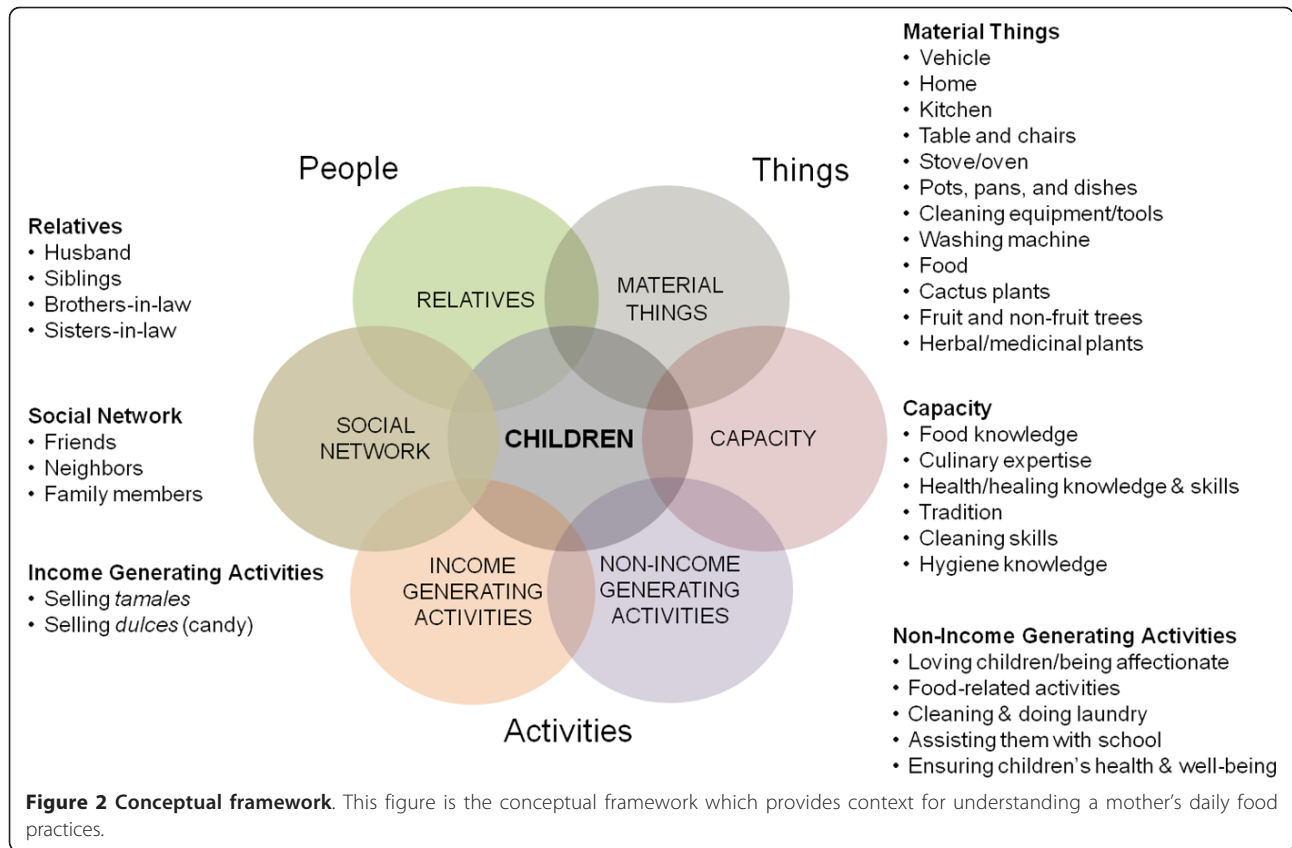 People
Things
Activities
RELATIVES
MATERIAL
THINGS
SOCIAL
NETWORK
CHILDREN
CAPACITY
INCOME
GENERATING
ACTIVITIES
NON-INCOME
GENERATING
ACTIVITIES
Relatives
• Husband
• Siblings
• Brothers-in-law
• Sisters-in-law
Social Network
• Friends
• Neighbors
• Family members
Income Generating Activities
• Selling tamales
• Selling dulces (candy)
Material Things
• Vehicle
• Home
• Kitchen
• Table and chairs
• Stove/oven
• Pots, pans, and dishes
• Cleaning equipment/tools
• Washing machine
• Food
• Cactus plants
• Fruit and non-fruit trees
• Herbal/medicinal plants
Capacity
• Food knowledge
• Culinary expertise
• Health/healing knowledge & skills
• Tradition
• Cleaning skills
• Hygiene knowledge
Non-Income Generating Activities
• Loving children/being affectionate
• Food-related activities
• Cleaning & doing laundry
• Assisting them with school
• Ensuring children's health & well-being
Figure 2 Conceptual framework. This figure is the conceptual framework which provides context for understanding a mother's daily food
practices.